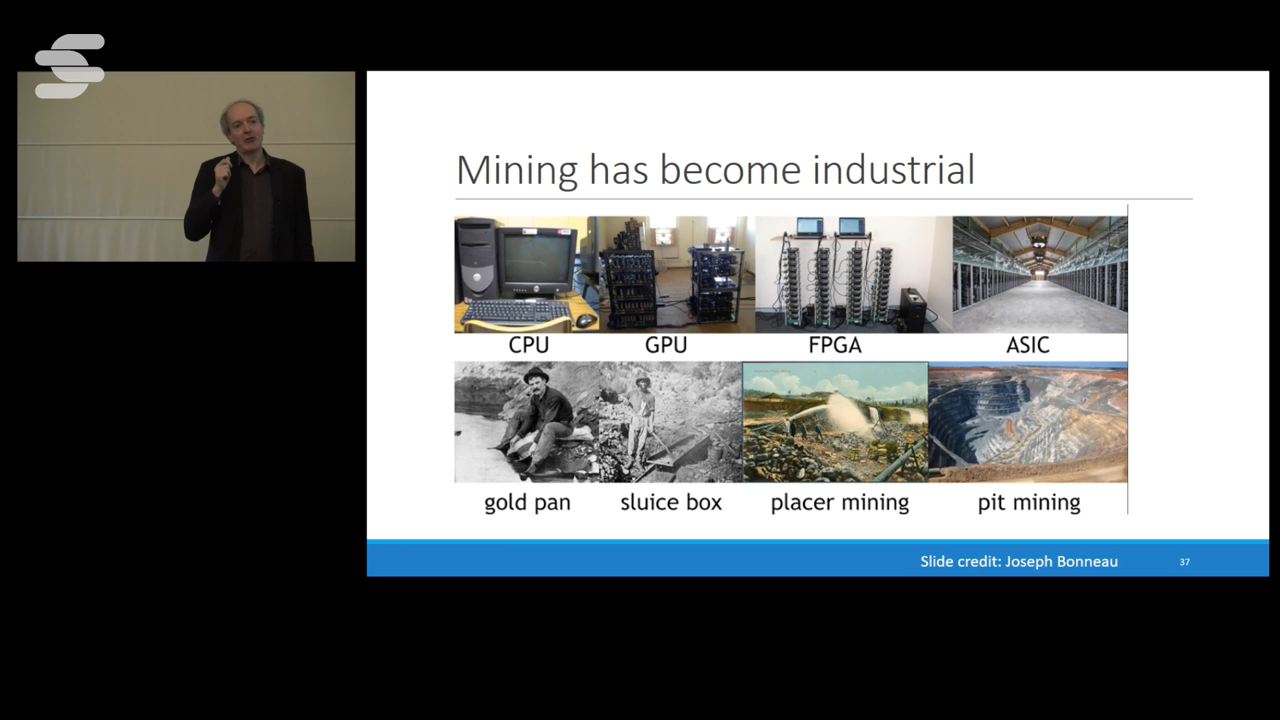 Mining has become industrial
CPU GPU FPGA ASIC
gold pan sluice box placer mining pit mining
Slide credit: Joseph Bonneau 37